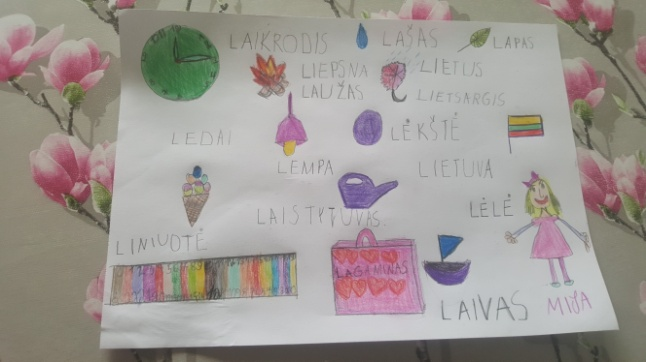 LAIKRODIS
LAŠAS
LAPAS
LIEPSNA
LAUŽAS
LIETUS
LIETSARGIS
LEDAI
LĖKŠTĖ
LEMPA
LIETUVA
LAISTYTUVAS
LĖLĖ
LINIUOTĖ
LAGAMINAS
LAIVAS
MIJA